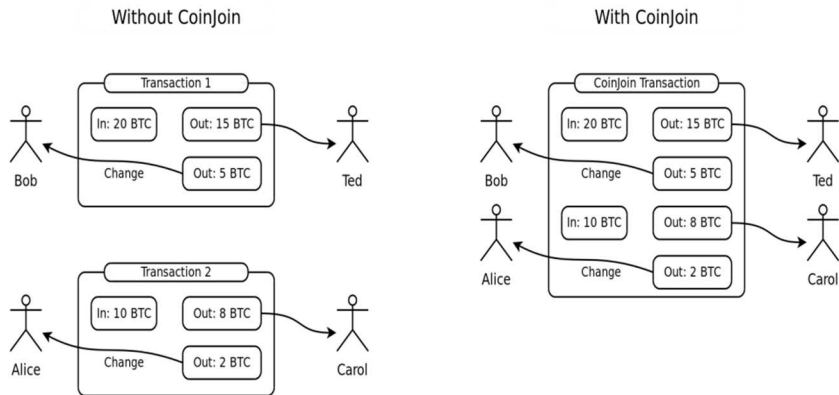 Without CoinJoin
Transaction 1
In: 20 BTC
Out: 15 BTC
Change
Out: 5 BTC
Bob
Ted
Transaction 2
In: 10 BTC
Out: 8 BTC
Change
Out: 2 BTC
Alice
Carol
With CoinJoin
CoinJoin Transaction
In: 20 BTC
Out: 15 BTC
Change
Out: 5 BTC
Bob
Ted
In: 10 BTC
Out: 8 BTC
Change
Out: 2 BTC
Alice
Carol